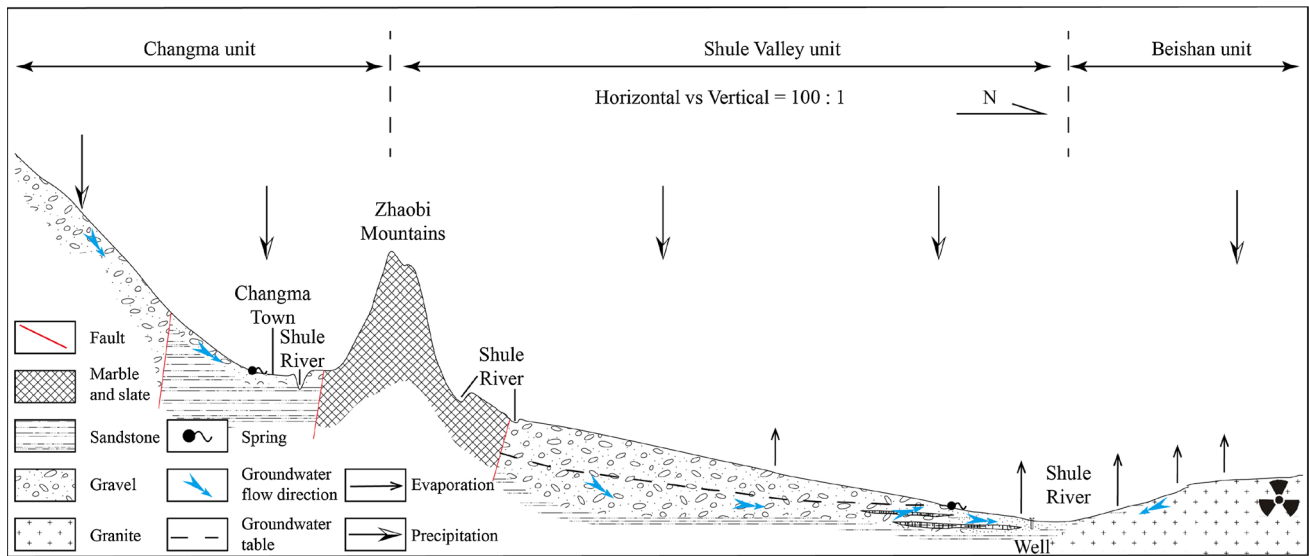 Changma unit
Shule Valley unit
Beishan unit
Horizontal vs Vertical = 100 : 1
N
Zhaobi
Mountains
Changma
Town
Shule
River
Shule
River
Shule
River
Well
Fault
Marble
and slate
Sandstone
Spring
Gravel
Groundwater
flow direction
Evaporation
Granite
Groundwater
table
Precipitation